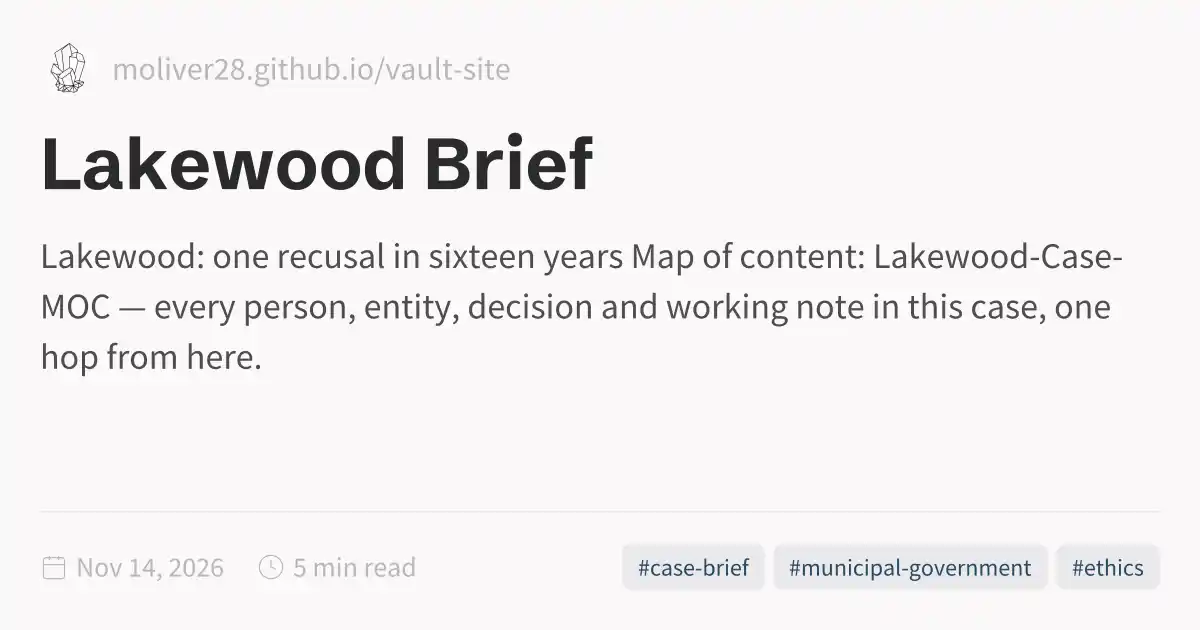 moliver28.github.io/vault-site
Lakewood Brief
Lakewood: one recusal in sixteen years Map of content: Lakewood-Case-
MOC — every person, entity, decision and working note in this case, one
hop from here.
Nov 14, 2026 5 min read #case-brief #municipal-government #ethics